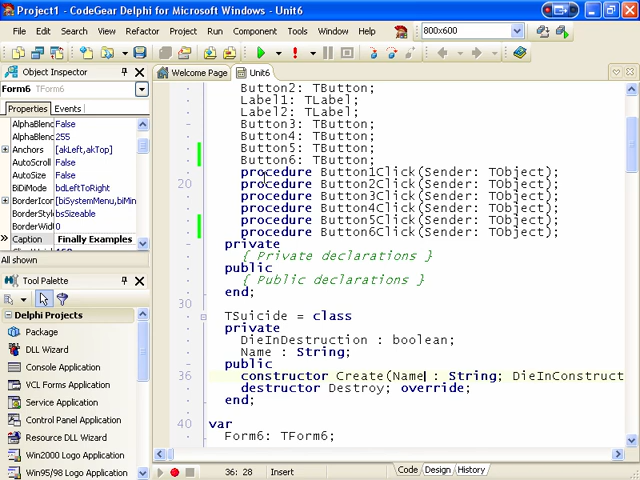 Project1 - CodeGear Delphi for Microsoft Windows - Unit6
File Edit Search View Refactor Project Run Component Tools Window Help
800x600
Object Inspector
Welcome Page Unit6
Form6 TForm6
Properties Events
AlphaBlen False
AlphaBlen 255
Anchors [akLeft,akTop]
AutoScroll False
AutoSize False
BiDiMode bdLeftToRight
BorderIcon [biSystemMenu,biMin
BorderStyle bsSizeable
BorderWid 0
Caption Finally Examples
All shown
Tool Palette
Delphi Projects
Package
DLL Wizard
Console Application
VCL Forms Application
Service Application
Control Panel Application
Resource DLL Wizard
Win2000 Logo Application
Win95/98 Logo Application
Button2: TButton;
Label1: TLabel;
Label2: TLabel;
Button3: TButton;
Button4: TButton;
Button5: TButton;
Button6: TButton;
procedure Button1Click(Sender: TObject);
20 procedure Button2Click(Sender: TObject);
procedure Button3Click(Sender: TObject);
procedure Button4Click(Sender: TObject);
procedure Button5Click(Sender: TObject);
procedure Button6Click(Sender: TObject);
private
{ Private declarations }
public
{ Public declarations }
end;
30
TSuicide = class
private
DieInDestruction : boolean;
Name : String;
public
36 constructor Create(Name : String; DieInConstruct
destructor Destroy; override;
end;
40 var
Form6: TForm6;
36: 28 Insert
Code Design History